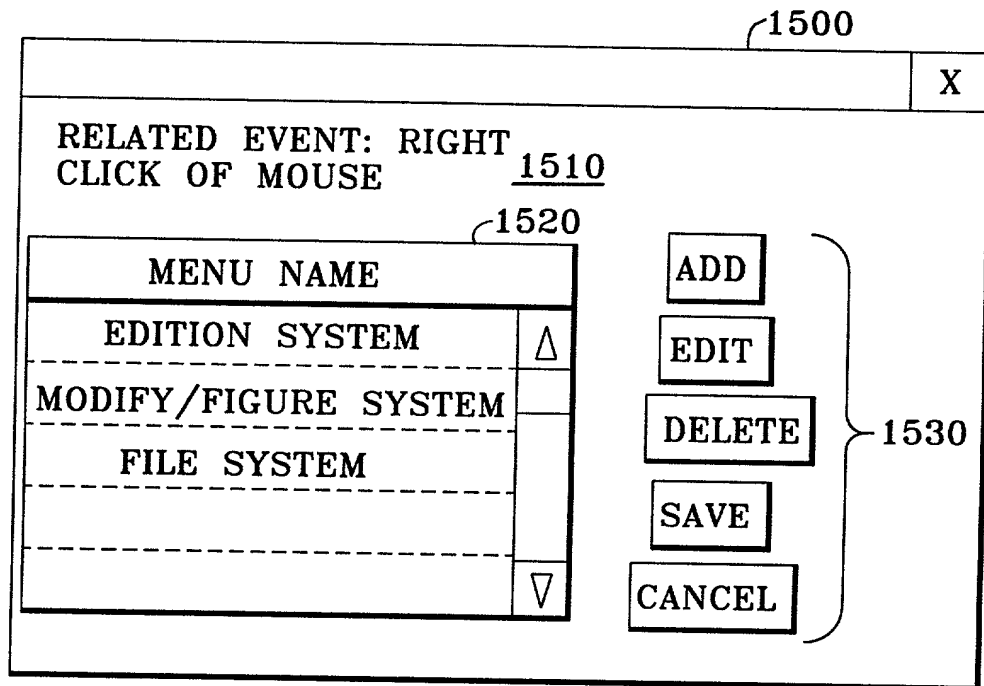 1500
X
RELATED EVENT: RIGHT
CLICK OF MOUSE 1510
1520
MENU NAME
EDITION SYSTEM
MODIFY/FIGURE SYSTEM
FILE SYSTEM
ADD
EDIT
DELETE
SAVE
CANCEL
1530